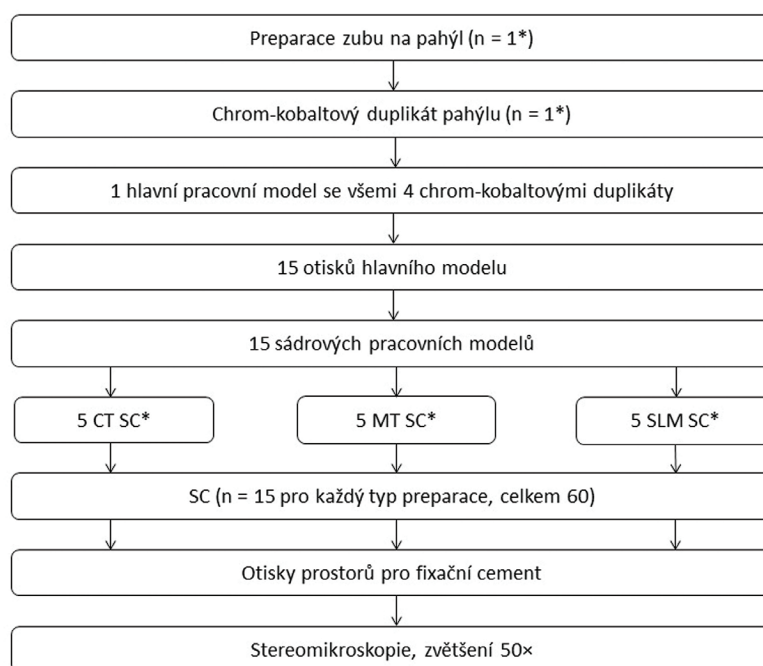 Preparace zubu na pahýl (n = 1*)
Chrom-kobaltový duplikát pahýlu (n = 1*)
1 hlavní pracovní model se všemi 4 chrom-kobaltovými duplikáty
15 otisků hlavního modelu
15 sádrových pracovních modelů
5 CT SC*
5 MT SC*
5 SLM SC*
SC (n = 15 pro každý typ preparace, celkem 60)
Otisky prostorů pro fixační cement
Stereomikroskopie, zvětšení 50×